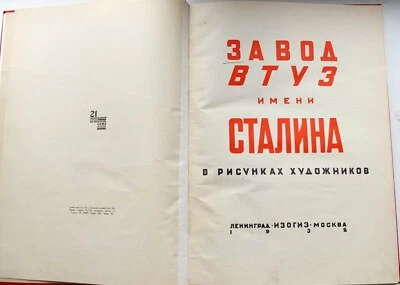 21
ЗАВОД
ВТУЗ
ИМЕНИ
СТАЛИНА
В РИСУНКАХ ХУДОЖНИКОВ
ЛЕНИНГРАД·ИЗОГИЗ·МОСКВА
1932